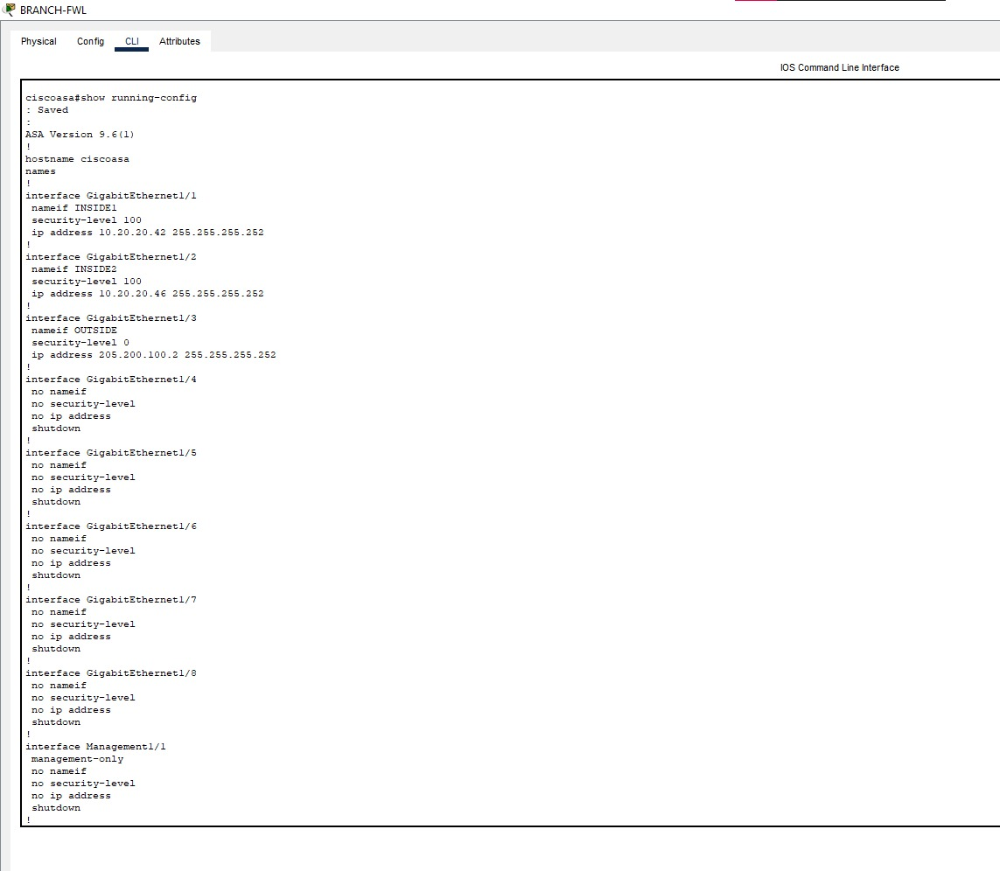 BRANCH-FWL
Physical Config CLI Attributes
IOS Command Line Interface
ciscoasa#show running-config
: Saved
:
ASA Version 9.6(1)
!
hostname ciscoasa
names
!
interface GigabitEthernet1/1
 nameif INSIDE1
 security-level 100
 ip address 10.20.20.42 255.255.255.252
!
interface GigabitEthernet1/2
 nameif INSIDE2
 security-level 100
 ip address 10.20.20.46 255.255.255.252
!
interface GigabitEthernet1/3
 nameif OUTSIDE
 security-level 0
 ip address 205.200.100.2 255.255.255.252
!
interface GigabitEthernet1/4
 no nameif
 no security-level
 no ip address
 shutdown
!
interface GigabitEthernet1/5
 no nameif
 no security-level
 no ip address
 shutdown
!
interface GigabitEthernet1/6
 no nameif
 no security-level
 no ip address
 shutdown
!
interface GigabitEthernet1/7
 no nameif
 no security-level
 no ip address
 shutdown
!
interface GigabitEthernet1/8
 no nameif
 no security-level
 no ip address
 shutdown
!
interface Management1/1
 management-only
 no nameif
 no security-level
 no ip address
 shutdown
!